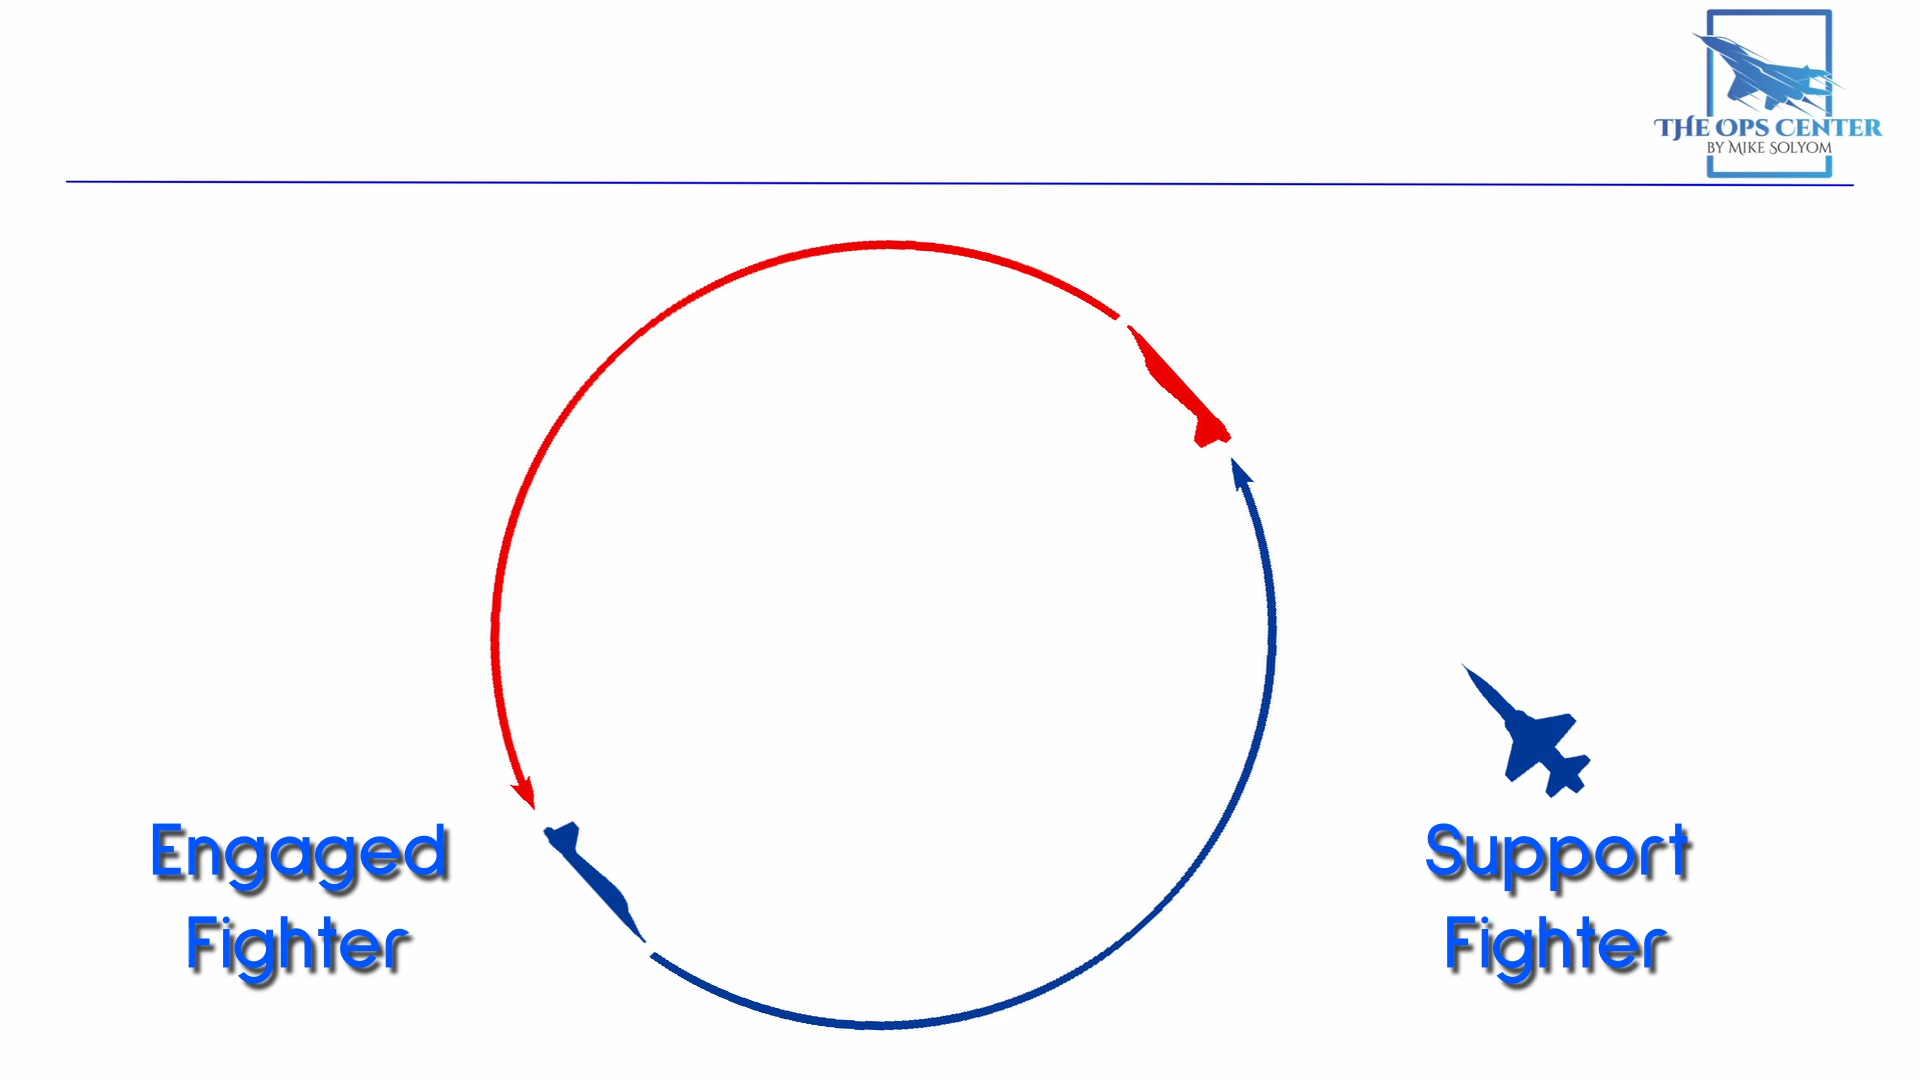 THE OPS CENTER
BY MIKE SOLYOM
Engaged
Fighter
Support
Fighter